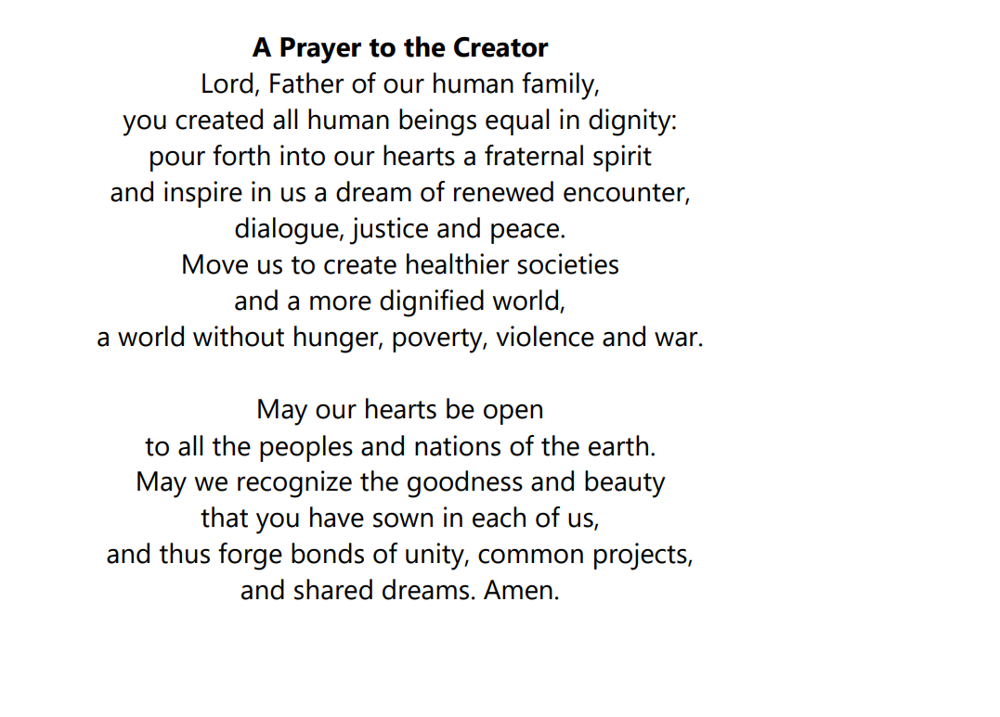 A Prayer to the Creator
Lord, Father of our human family,
you created all human beings equal in dignity:
pour forth into our hearts a fraternal spirit
and inspire in us a dream of renewed encounter,
dialogue, justice and peace.
Move us to create healthier societies
and a more dignified world,
a world without hunger, poverty, violence and war.
May our hearts be open
to all the peoples and nations of the earth.
May we recognize the goodness and beauty
that you have sown in each of us,
and thus forge bonds of unity, common projects,
and shared dreams. Amen.